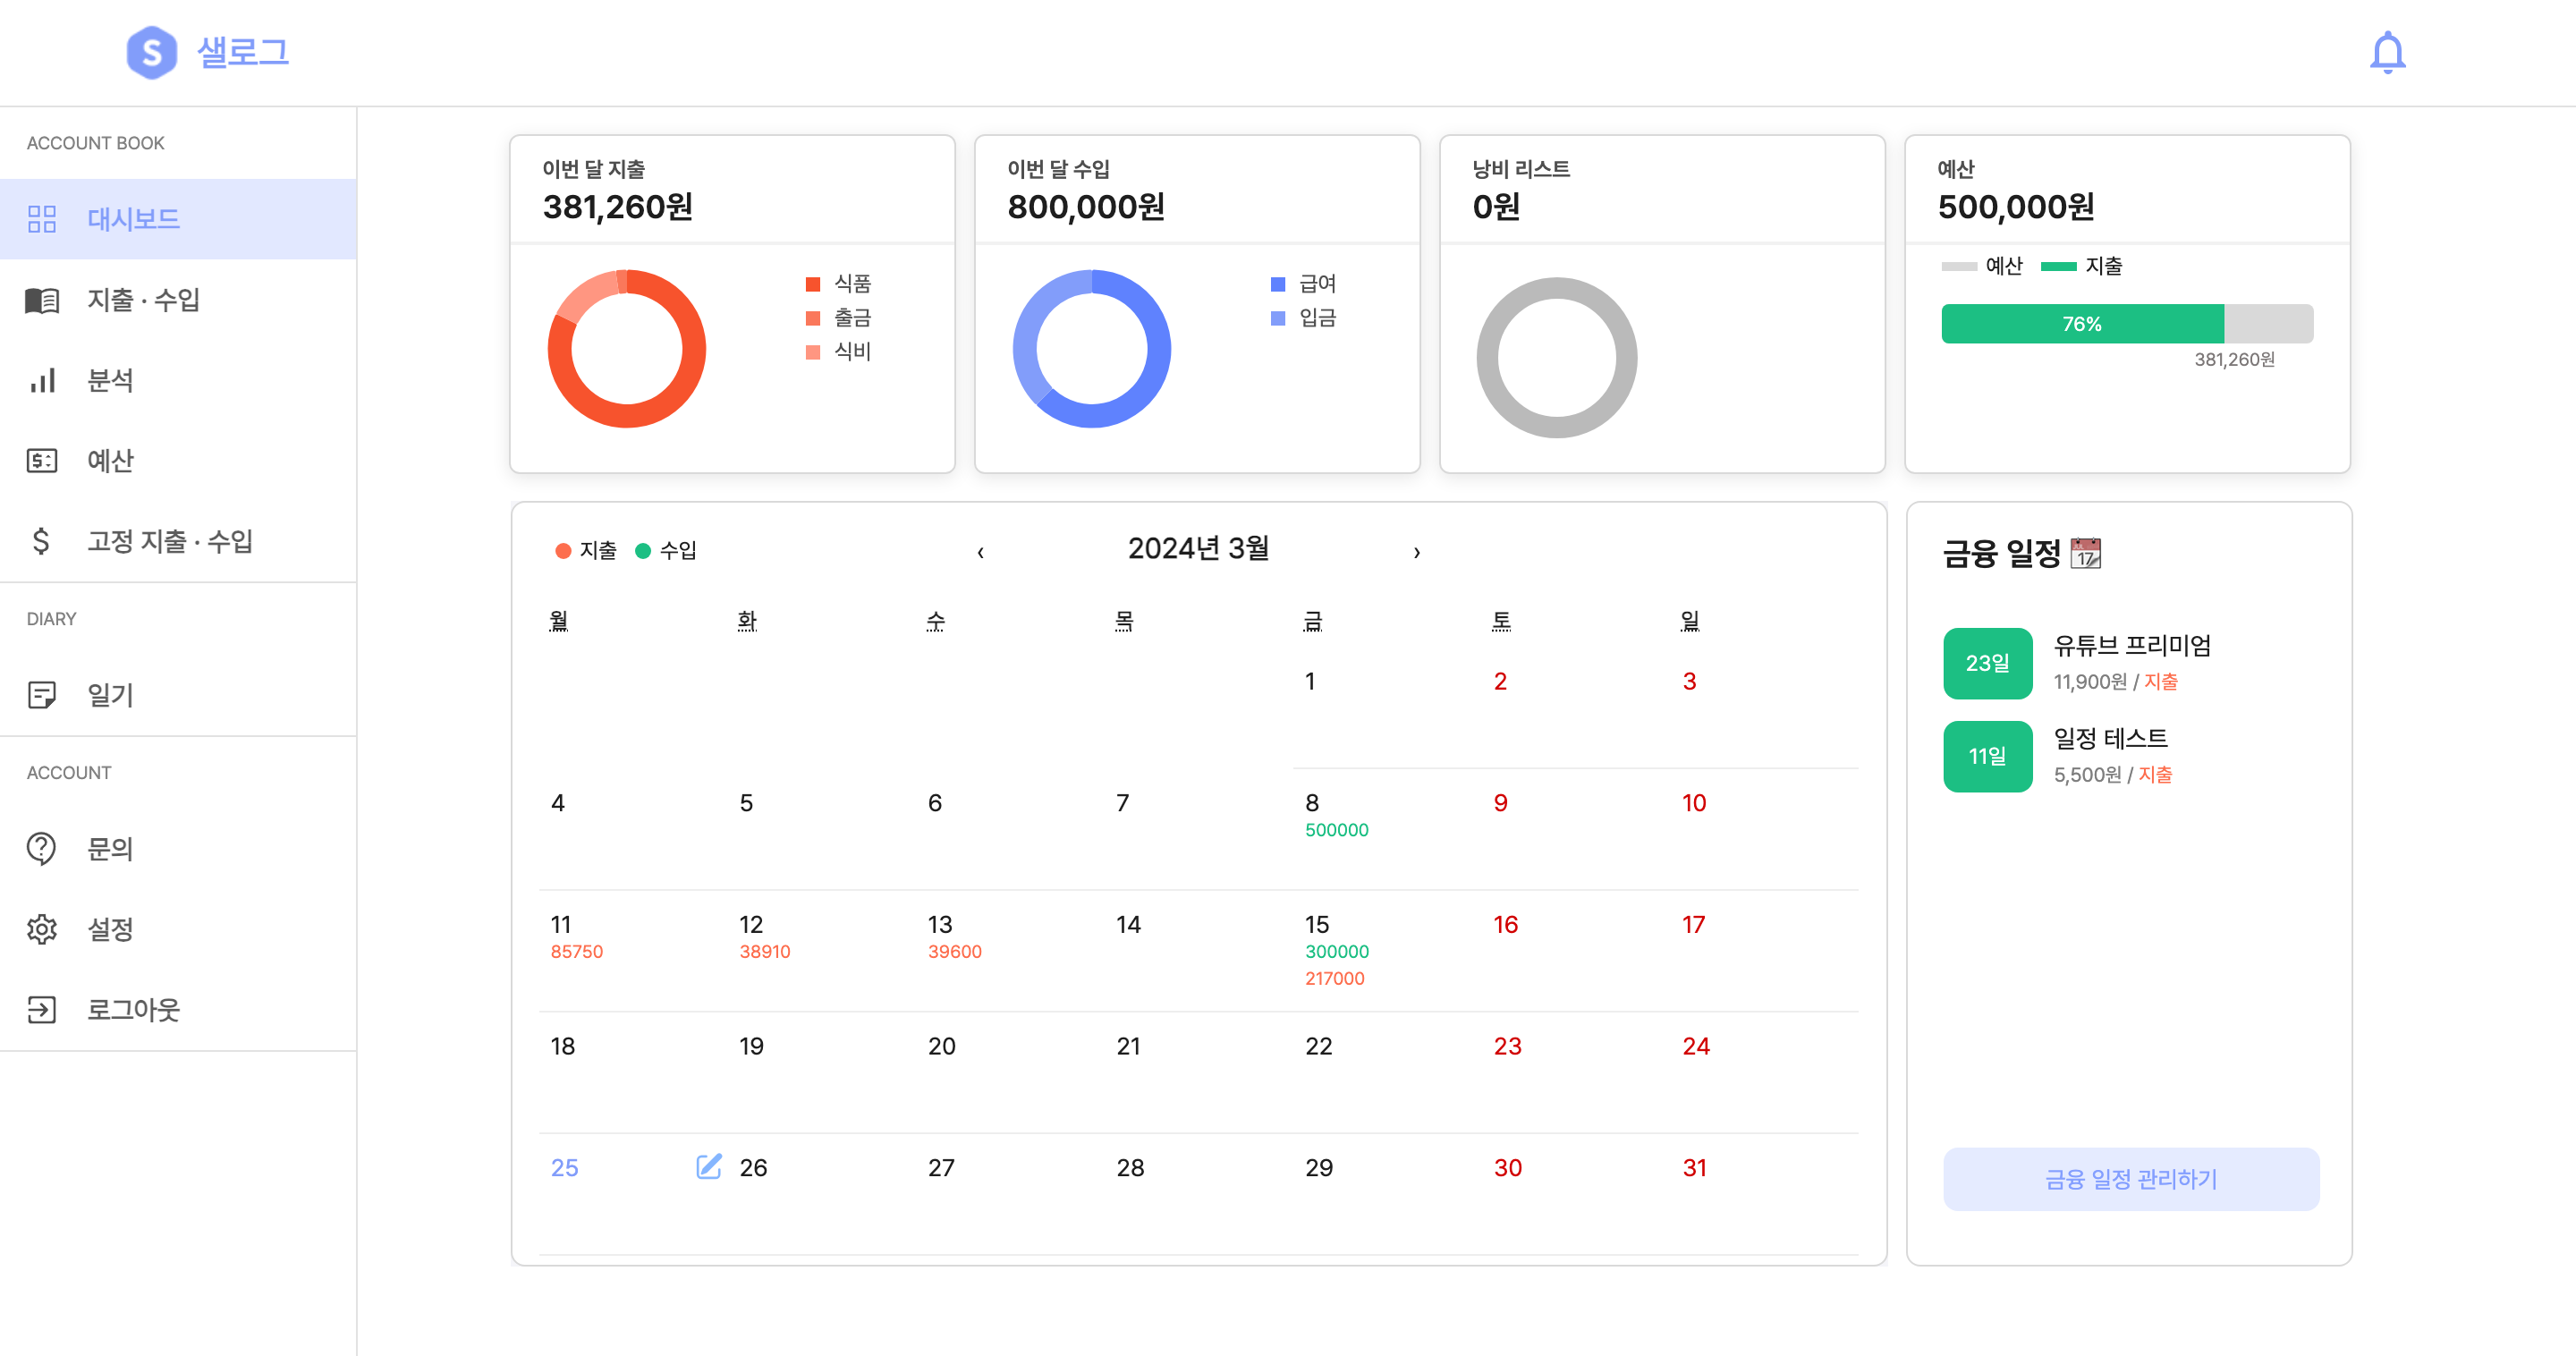 S 샐로그
ACCOUNT BOOK
대시보드
지출 · 수입
분석
예산
고정 지출 · 수입
DIARY
일기
ACCOUNT
문의
설정
로그아웃
이번 달 지출
381,260원
식품
출금
식비
이번 달 수입
800,000원
급여
입금
낭비 리스트
0원
예산
500,000원
예산 지출
76%
381,260원
지출 수입
‹ 2024년 3월 ›
월 화 수 목 금 토 일
1 2 3
4 5 6 7 8 9 10
500000
11 12 13 14 15 16 17
85750 38910 39600 300000
217000
18 19 20 21 22 23 24
25 26 27 28 29 30 31
금융 일정 17
23일
유튜브 프리미엄
11,900원 / 지출
11일
일정 테스트
5,500원 / 지출
금융 일정 관리하기